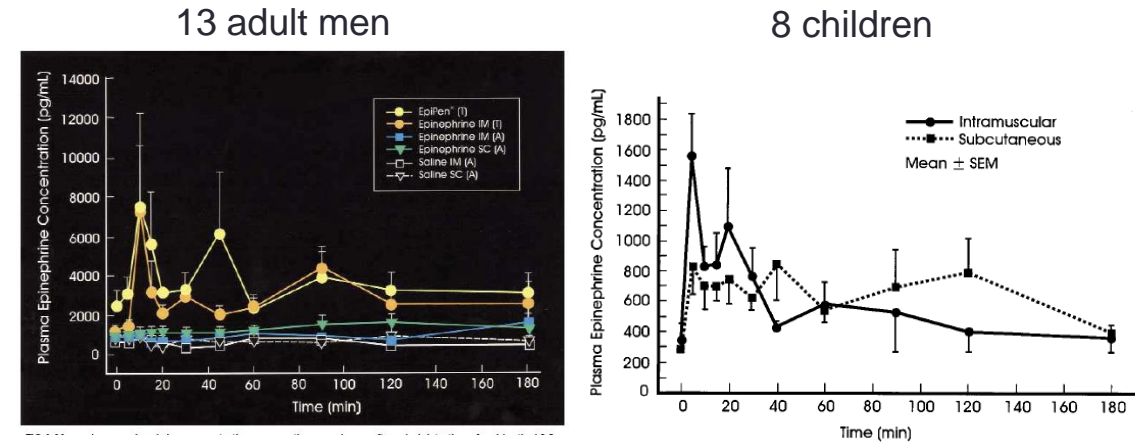 13 adult men
Plasma Epinephrine Concentration (pg/mL)
14000
12000
10000
8000
6000
4000
2000
0
EpiPen® (T)
Epinephrine IM (T)
Epinephrine IM (A)
Epinephrine SC (A)
Saline IM (A)
Saline SC (A)
0 20 40 60 80 100 120 140 160 180
Time (min)
8 children
Plasma Epinephrine Concentration (pg/mL)
1800
1600
1400
1200
1000
800
600
400
200
0
Intramuscular
Subcutaneous
Mean ± SEM
0 20 40 60 80 100 120 140 160 180
Time (min)